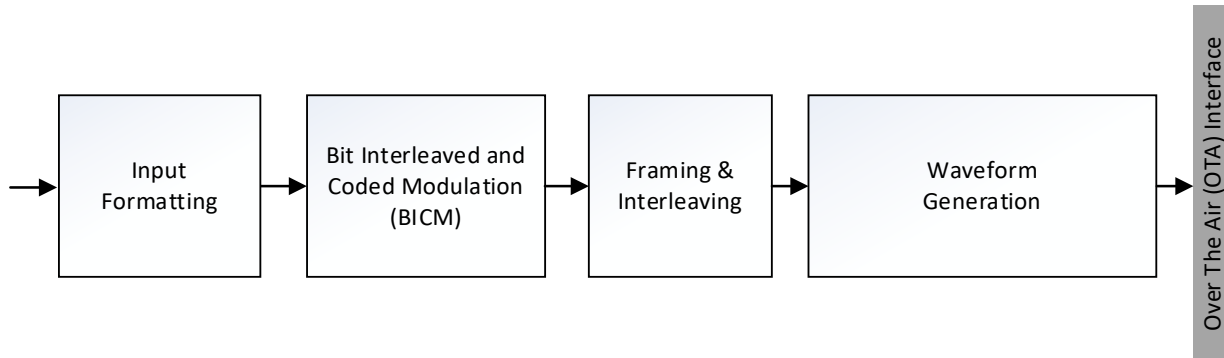 Input
Formatting
Bit Interleaved and
Coded Modulation
(BICM)
Framing &
Interleaving
Waveform
Generation
Over The Air (OTA) Interface